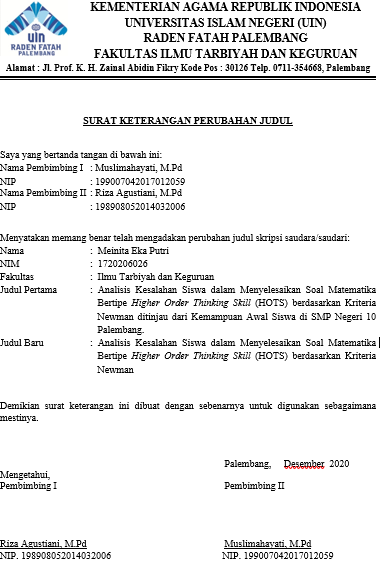 KEMENTERIAN AGAMA REPUBLIK INDONESIA
UNIVERSITAS ISLAM NEGERI (UIN)
RADEN FATAH PALEMBANG
FAKULTAS ILMU TARBIYAH DAN KEGURUAN
uin
RADEN FATAH
PALEMBANG
Alamat : Jl. Prof. K. H. Zainal Abidin Fikry Kode Pos : 30126 Telp. 0711-354668, Palembang
SURAT KETERANGAN PERUBAHAN JUDUL
Saya yang bertanda tangan di bawah ini:
Nama Pembimbing I : Muslimahayati, M.Pd
NIP : 199007042017012059
Nama Pembimbing II : Riza Agustiani, M.Pd
NIP : 198908052014032006
Menyatakan memang benar telah mengadakan perubahan judul skripsi saudara/saudari:
Nama : Meinita Eka Putri
NIM : 1720206026
Fakultas : Ilmu Tarbiyah dan Keguruan
Judul Pertama : Analisis Kesalahan Siswa dalam Menyelesaikan Soal Matematika
Bertipe Higher Order Thinking Skill (HOTS) berdasarkan Kriteria
Newman ditinjau dari Kemampuan Awal Siswa di SMP Negeri 10
Palembang.
Judul Baru : Analisis Kesalahan Siswa dalam Menyelesaikan Soal Matematika
Bertipe Higher Order Thinking Skill (HOTS) berdasarkan Kriteria
Newman
Demikian surat keterangan ini dibuat dengan sebenarnya untuk digunakan sebagaimana
mestinya.
Palembang, Desember 2020
Mengetahui,
Pembimbing I Pembimbing II
Riza Agustiani, M.Pd Muslimahayati, M.Pd
NIP. 198908052014032006 NIP. 199007042017012059